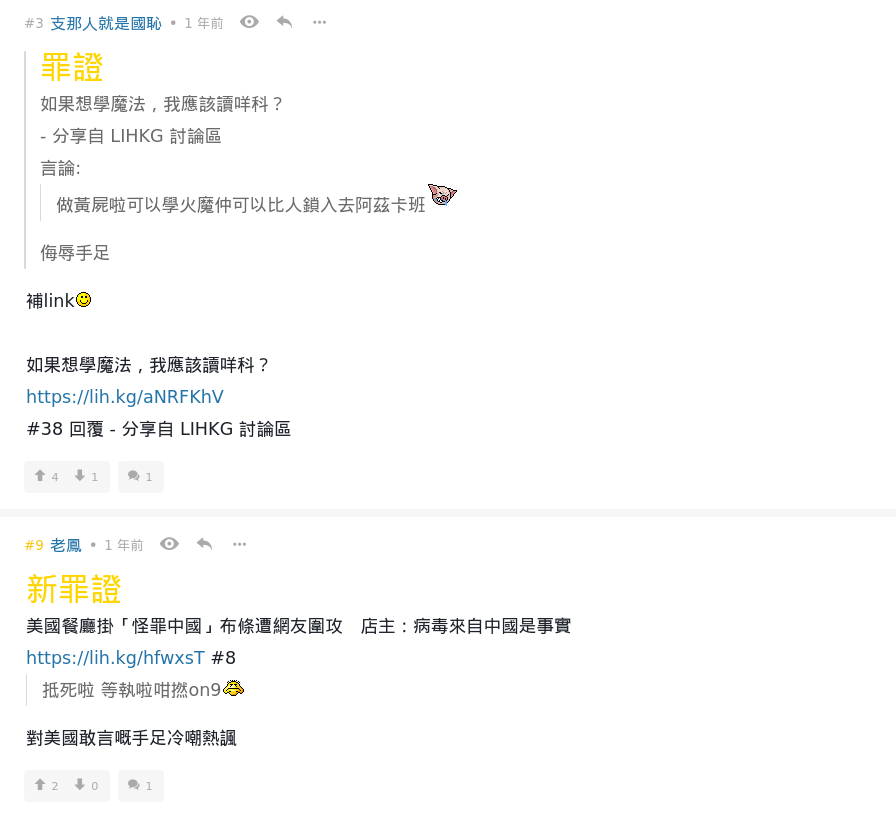 #3 支那人就是國恥 • 1 年前
罪證
如果想學魔法，我應該讀咩科？
- 分享自 LIHKG 討論區
言論:
做黃屍啦可以學火魔仲可以比人鎖入去阿茲卡班
侮辱手足
補link
如果想學魔法，我應該讀咩科？
https://lih.kg/aNRFKhV
#38 回覆 - 分享自 LIHKG 討論區
4 1 1
#9 老鳳 • 1 年前
新罪證
美國餐廳掛「怪罪中國」布條遭網友圍攻　店主：病毒來自中國是事實
https://lih.kg/hfwxsT #8
抵死啦 等執啦咁撚on9
對美國敢言嘅手足冷嘲熱諷
2 0 1